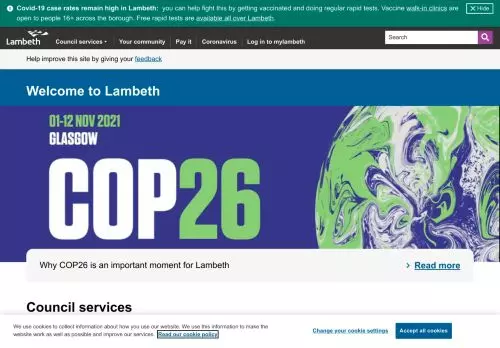 Covid-19 case rates remain high in Lambeth: you can help fight this by getting vaccinated and doing regular rapid tests. Vaccine walk-in clinics are
open to people 16+ across the borough. Free rapid tests are available all over Lambeth.
Hide
Lambeth
Council services
Your community
Pay it
Coronavirus
Log in to mylambeth
Search
Help improve this site by giving your feedback
Welcome to Lambeth
01-12 NOV 2021
GLASGOW
COP26
Why COP26 is an important moment for Lambeth
Read more
Council services
We use cookies to collect information about how you use our website. We use this information to make
the website work as well as possible and improve our services. Read our cookie policy
Change your cookie settings
Accept all cookies